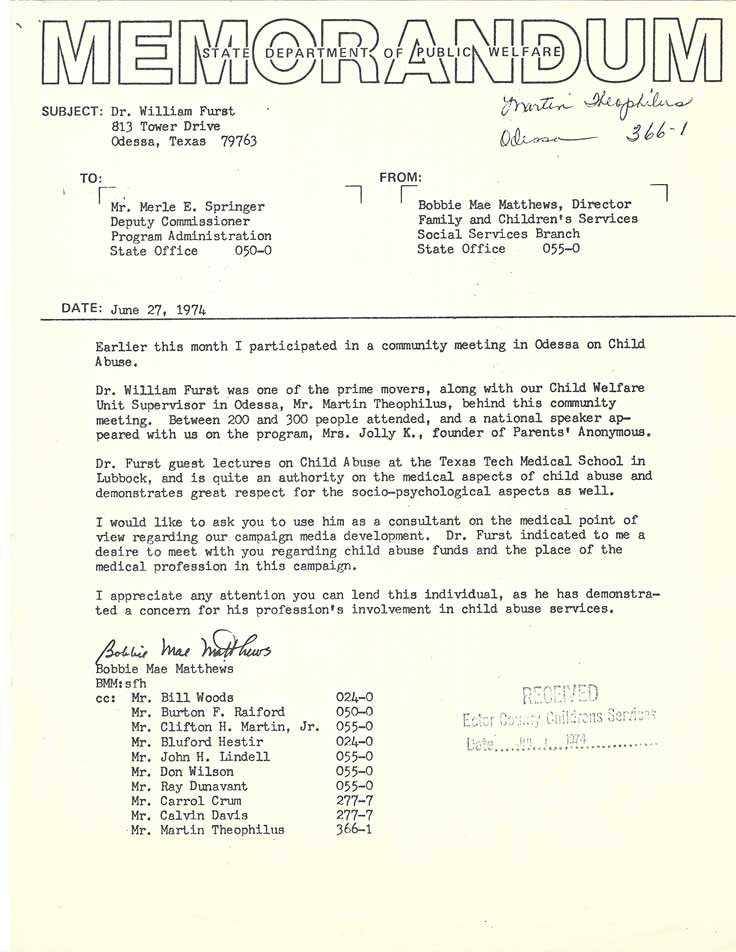 MEMORANDUM
STATE DEPARTMENT OF PUBLIC WELFARE
SUBJECT: Dr. William Furst
813 Tower Drive
Odessa, Texas 79763
Martin Theophilus
Odessa 366-1
TO:
Mr. Merle E. Springer
Deputy Commissioner
Program Administration
State Office 050-0
FROM:
Bobbie Mae Matthews, Director
Family and Children's Services
Social Services Branch
State Office 055-0
DATE: June 27, 1974
Earlier this month I participated in a community meeting in Odessa on Child
Abuse.
Dr. William Furst was one of the prime movers, along with our Child Welfare
Unit Supervisor in Odessa, Mr. Martin Theophilus, behind this community
meeting. Between 200 and 300 people attended, and a national speaker ap-
peared with us on the program, Mrs. Jolly K., founder of Parents' Anonymous.
Dr. Furst guest lectures on Child Abuse at the Texas Tech Medical School in
Lubbock, and is quite an authority on the medical aspects of child abuse and
demonstrates great respect for the socio-psychological aspects as well.
I would like to ask you to use him as a consultant on the medical point of
view regarding our campaign media development. Dr. Furst indicated to me a
desire to meet with you regarding child abuse funds and the place of the
medical profession in this campaign.
I appreciate any attention you can lend this individual, as he has demonstra-
ted a concern for his profession's involvement in child abuse services.
Bobbie Mae Matthews
Bobbie Mae Matthews
BMM:sfh
cc: Mr. Bill Woods 024-0
Mr. Burton F. Raiford 050-0
Mr. Clifton H. Martin, Jr. 055-0
Mr. Bluford Hestir 024-0
Mr. John H. Lindell 055-0
Mr. Don Wilson 055-0
Mr. Ray Dunavant 055-0
Mr. Carrol Crum 277-7
Mr. Calvin Davis 277-7
Mr. Martin Theophilus 366-1
RECEIVED
Ector County Childrens Services
Date....JUL 1 1974..............